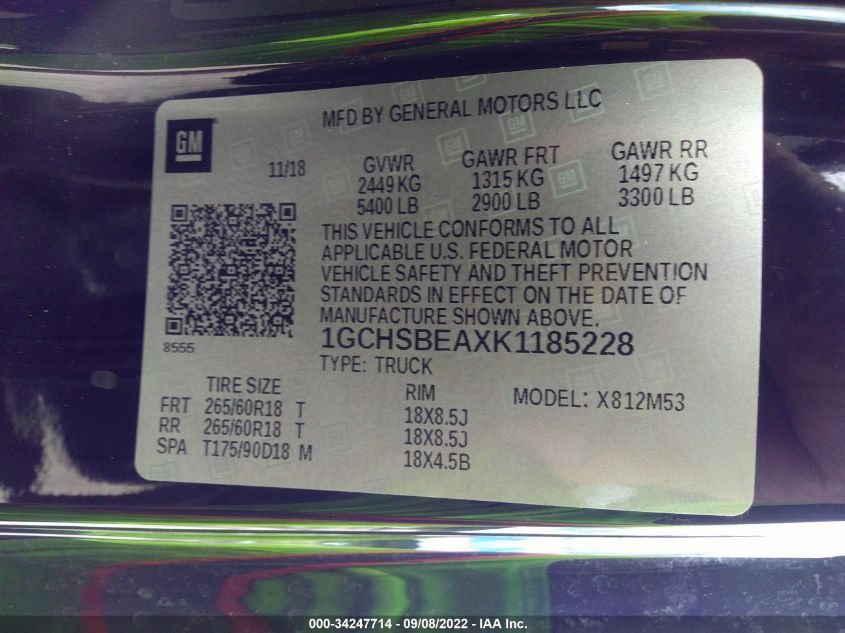 MFD BY GENERAL MOTORS LLC
GM
11/18
GVWR GAWR FRT GAWR RR
2449 KG 1315 KG 1497 KG
5400 LB 2900 LB 3300 LB
THIS VEHICLE CONFORMS TO ALL
APPLICABLE U.S. FEDERAL MOTOR
VEHICLE SAFETY AND THEFT PREVENTION
STANDARDS IN EFFECT ON THE DATE OF
MANUFACTURE SHOWN ABOVE.
8555
1GCHSBEAXK1185228
TYPE: TRUCK
TIRE SIZE RIM MODEL: X812M53
FRT 265/60R18 T 18X8.5J
RR 265/60R18 T 18X8.5J
SPA T175/90D18 M 18X4.5B
000-34247714 - 09/08/2022 - IAA Inc.